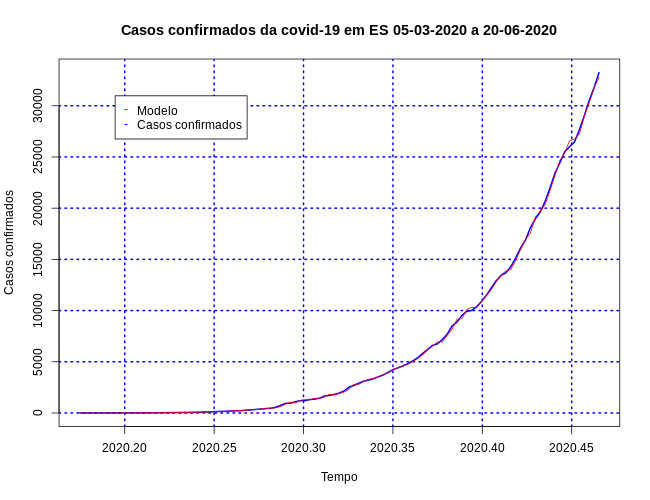 Casos confirmados da covid-19 em ES 05-03-2020 a 20-06-2020
Casos confirmados
30000
25000
20000
15000
10000
5000
0
Modelo
Casos confirmados
2020.20 2020.25 2020.30 2020.35 2020.40 2020.45
Tempo